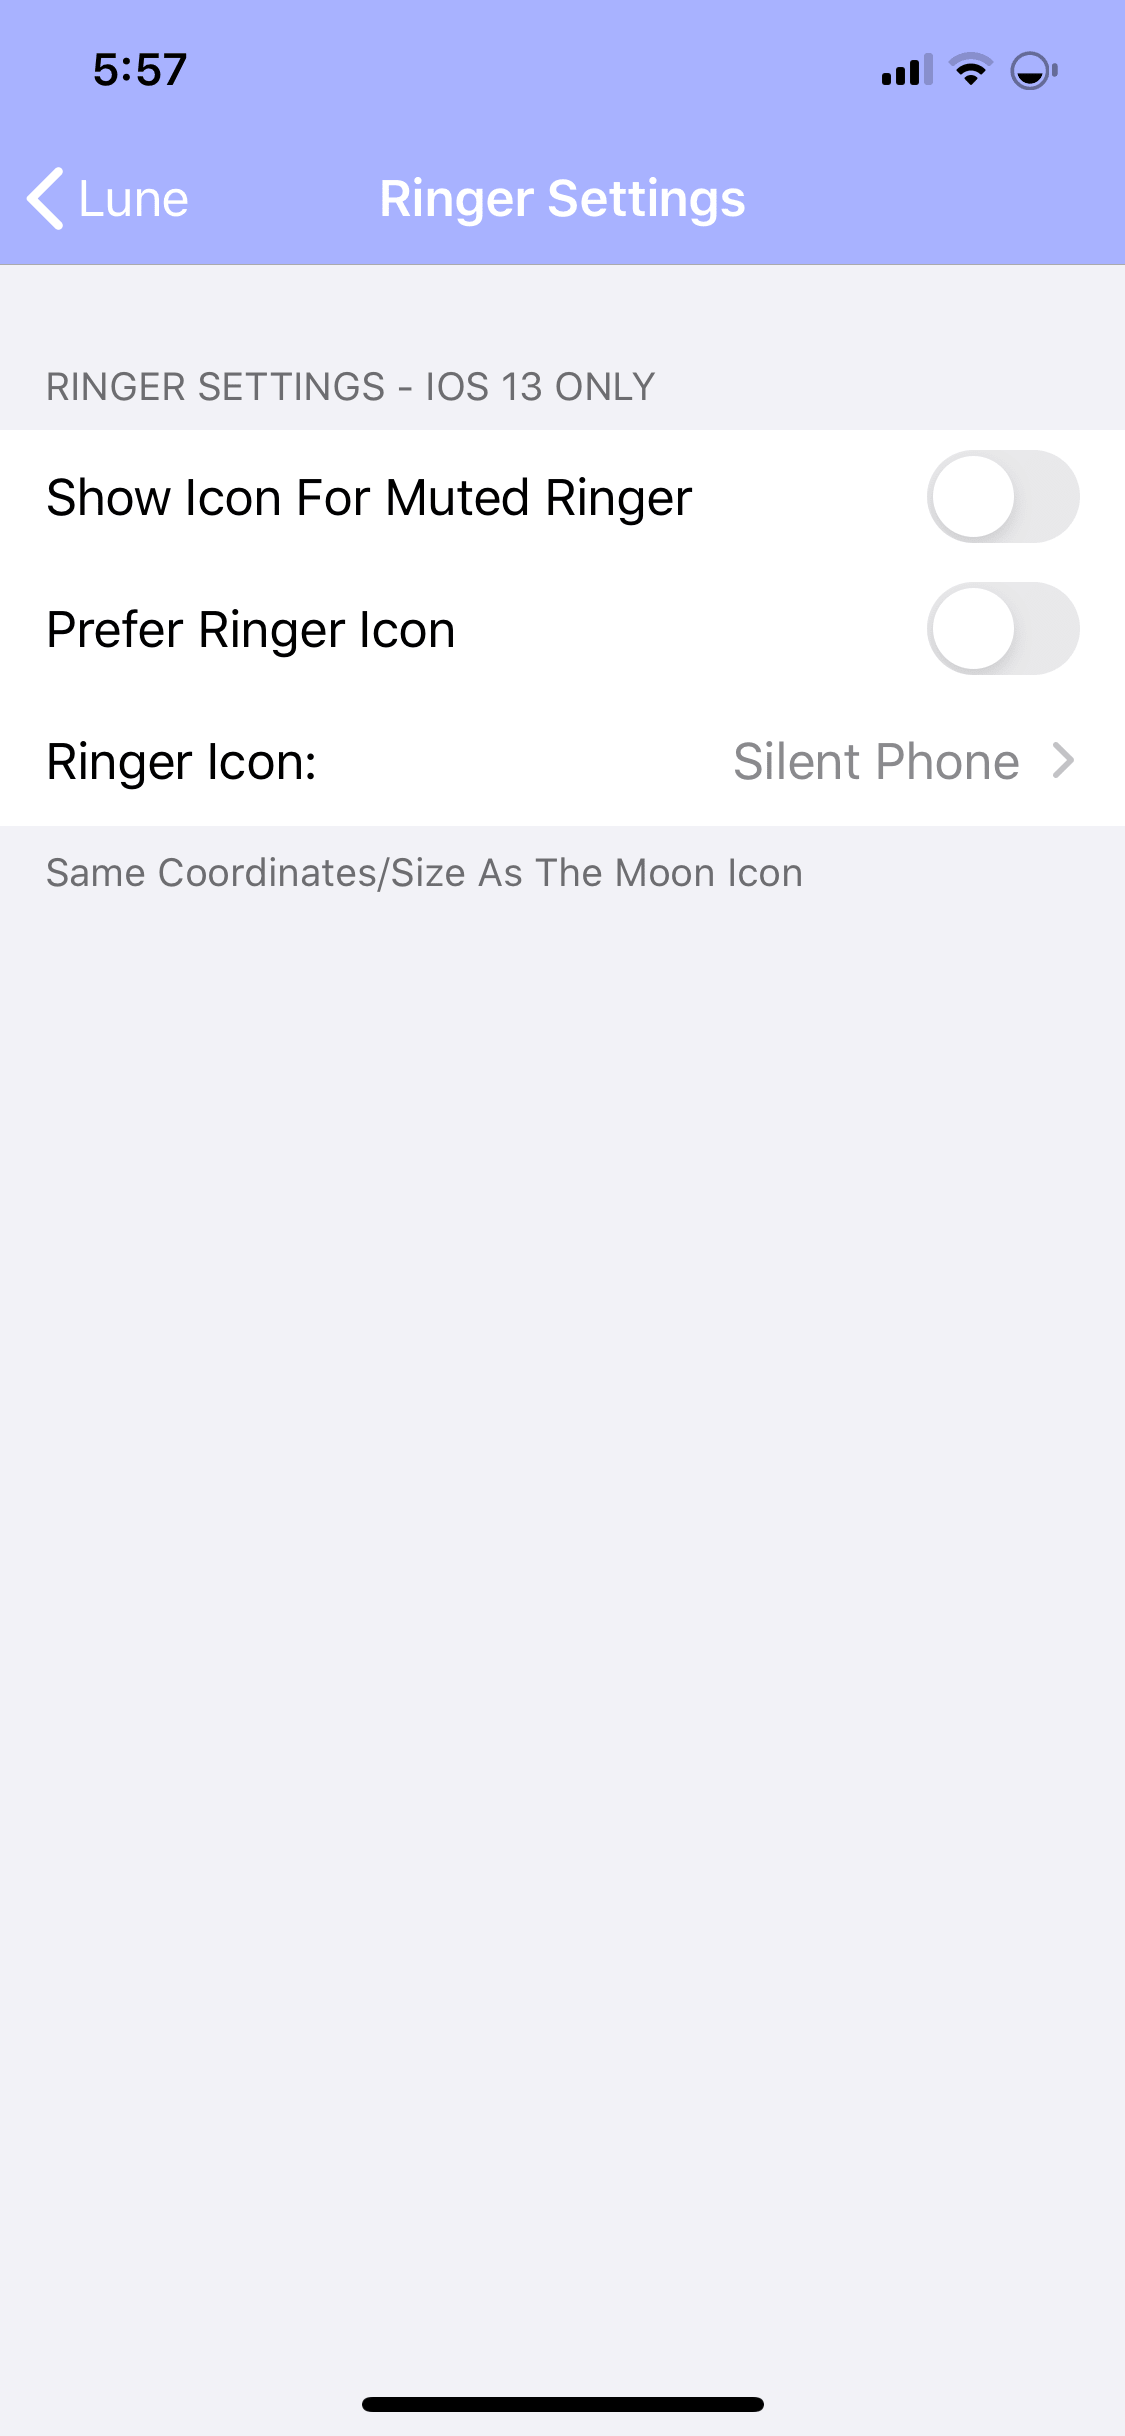 5:57
Lune
Ringer Settings
RINGER SETTINGS - IOS 13 ONLY
Show Icon For Muted Ringer
Prefer Ringer Icon
Ringer Icon: Silent Phone
Same Coordinates/Size As The Moon Icon